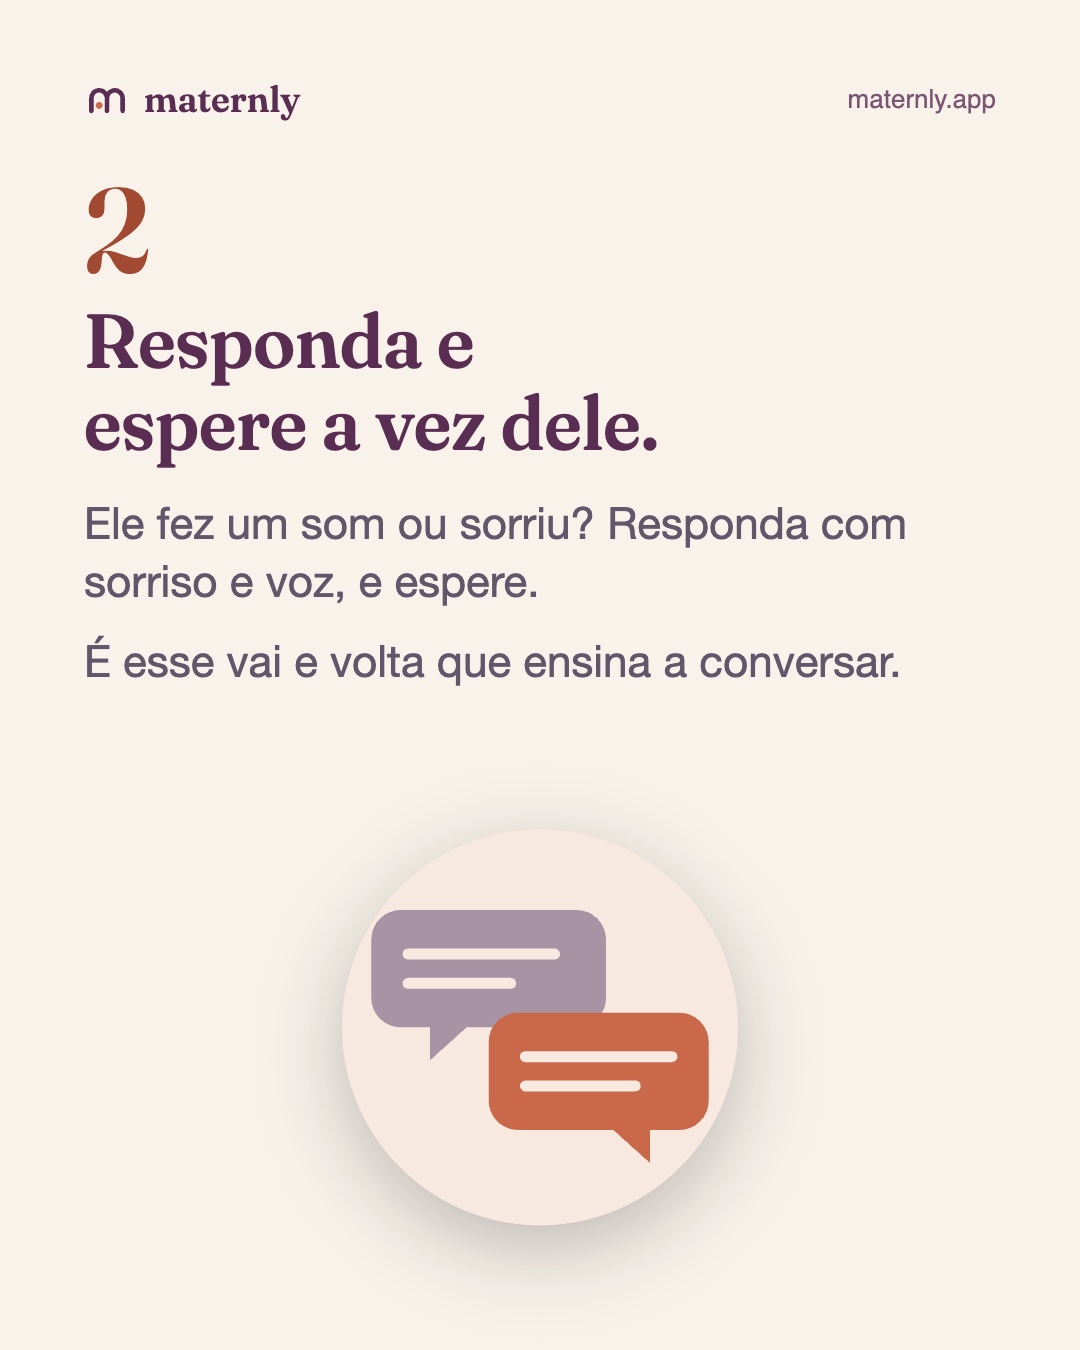 maternly
maternly.app
2
Responda e
espere a vez dele.
Ele fez um som ou sorriu? Responda com
sorriso e voz, e espere.
É esse vai e volta que ensina a conversar.